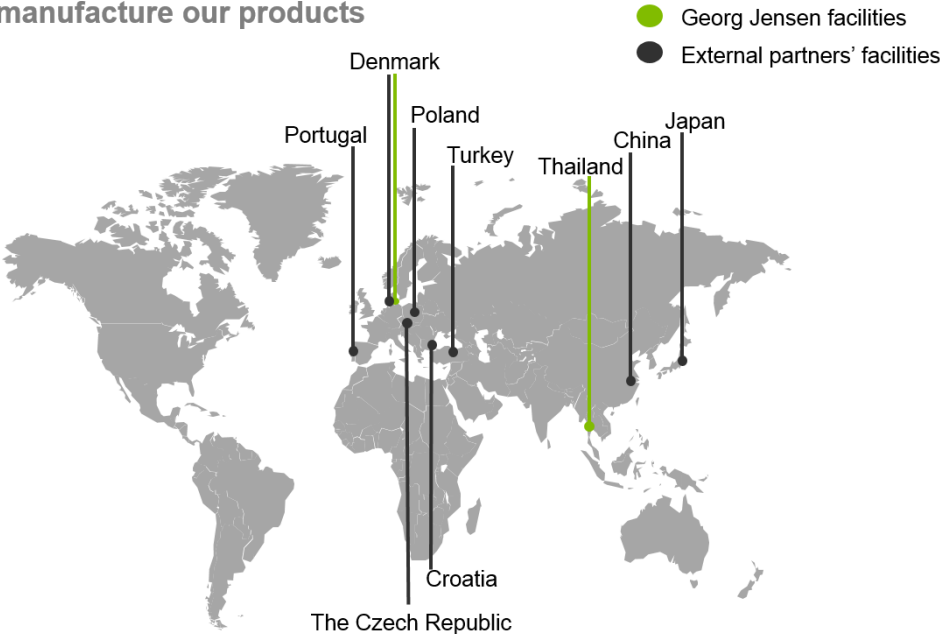 manufacture our products
Georg Jensen facilities
External partners’ facilities
Denmark
Poland
Portugal
Turkey
Thailand
China
Japan
Croatia
The Czech Republic